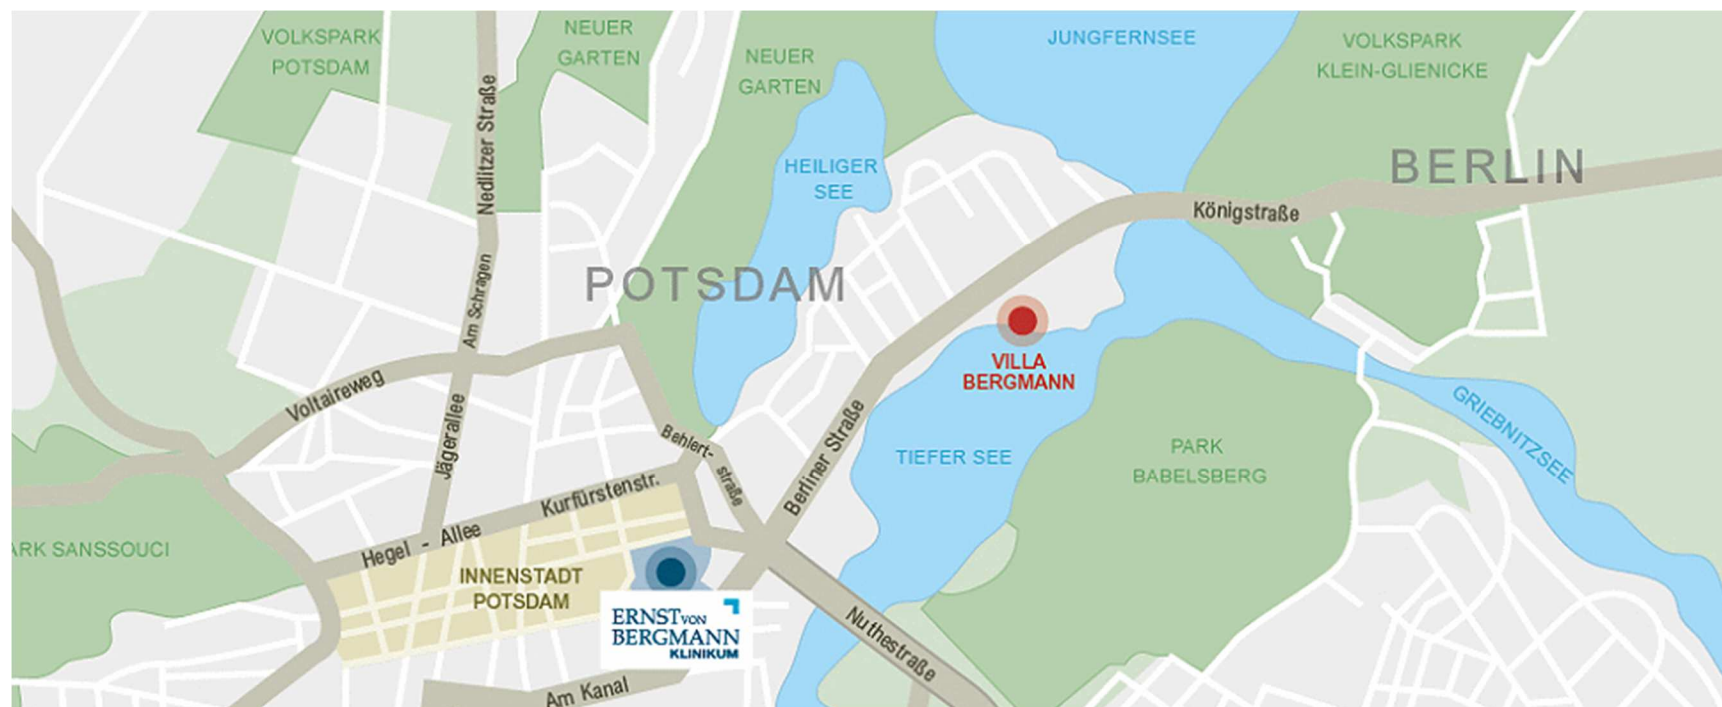 VOLKSPARK
POTSDAM
NEUER
GARTEN
NEUER
GARTEN
JUNGFERNSEE
VOLKSPARK
KLEIN-GLIENICKE
Nedlitzer Straße
HEILIGER
SEE
BERLIN
Königstraße
POTSDAM
Am Schragen
VILLA
BERGMANN
Voltaireweg
Jägerallee
Behlert-
straße
Berliner Straße
TIEFER SEE
PARK
BABELSBERG
GRIEBNITZSEE
Kurfürstenstr.
Hegel - Allee
ARK SANSSOUCI
INNENSTADT
POTSDAM
ERNST VON
BERGMANN
KLINIKUM
Nuthestraße
Am Kanal